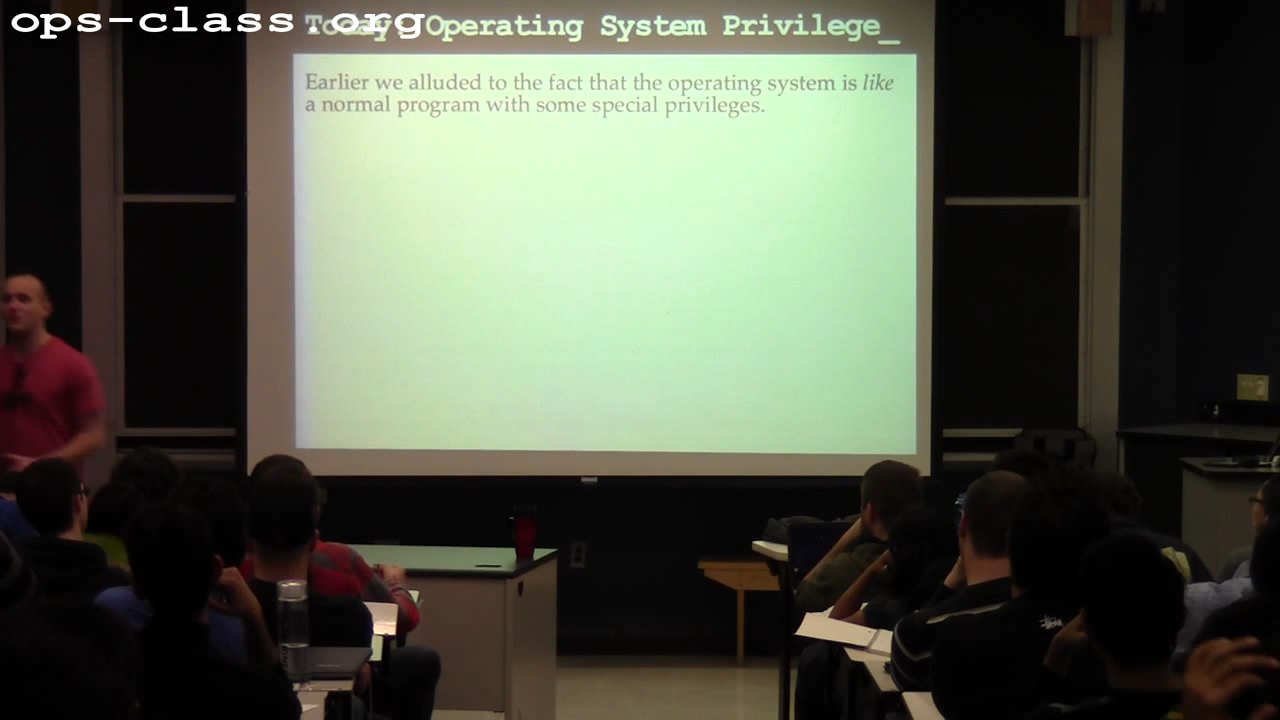 ops-class.org
Today: Operating System Privilege_
Earlier we alluded to the fact that the operating system is like
a normal program with some special privileges.